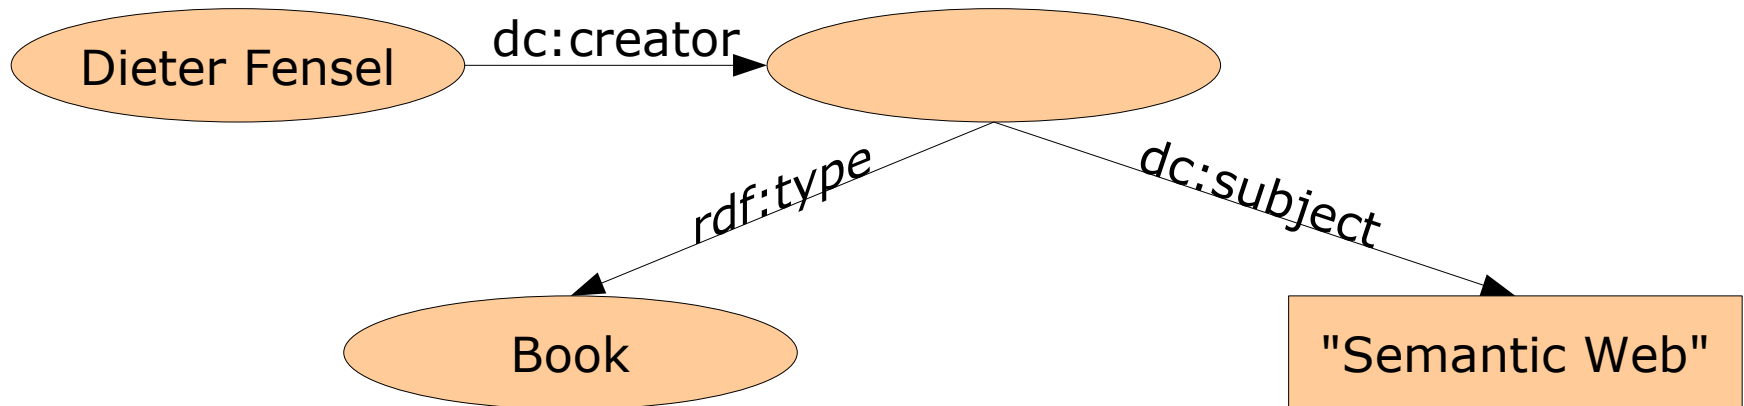 Dieter Fensel
dc:creator
rdf:type
dc:subject
Book
"Semantic Web"